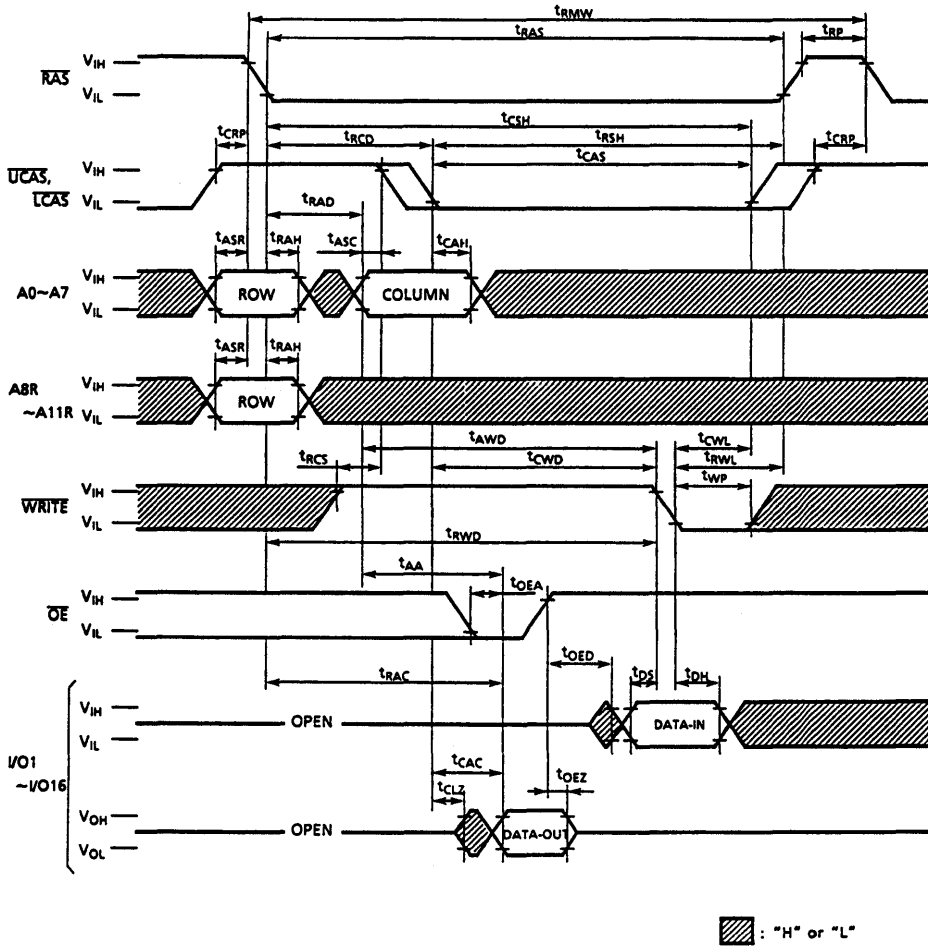 tRMW
tRAS
tRP
RAS
VIH
VIL
tCSH
tCRP
tRCD
tRSH
tCRP
tCAS
UCAS,
LCAS
VIH
VIL
tRAD
tASR
tRAH
tASC
tCAH
A0~A7
VIH
VIL
ROW
COLUMN
tASR
tRAH
A8R
~A11R
VIH
VIL
ROW
tAWD
tCWL
tRCS
tCWD
tRWL
tWP
WRITE
VIH
VIL
tRWD
tAA
tOEA
OE
VIH
VIL
tOED
tRAC
tDS
tDH
VIH
VIL
OPEN
DATA-IN
I/O1
~I/O16
tCAC
tOEZ
tCLZ
VOH
VOL
OPEN
DATA-OUT
: "H" or "L"